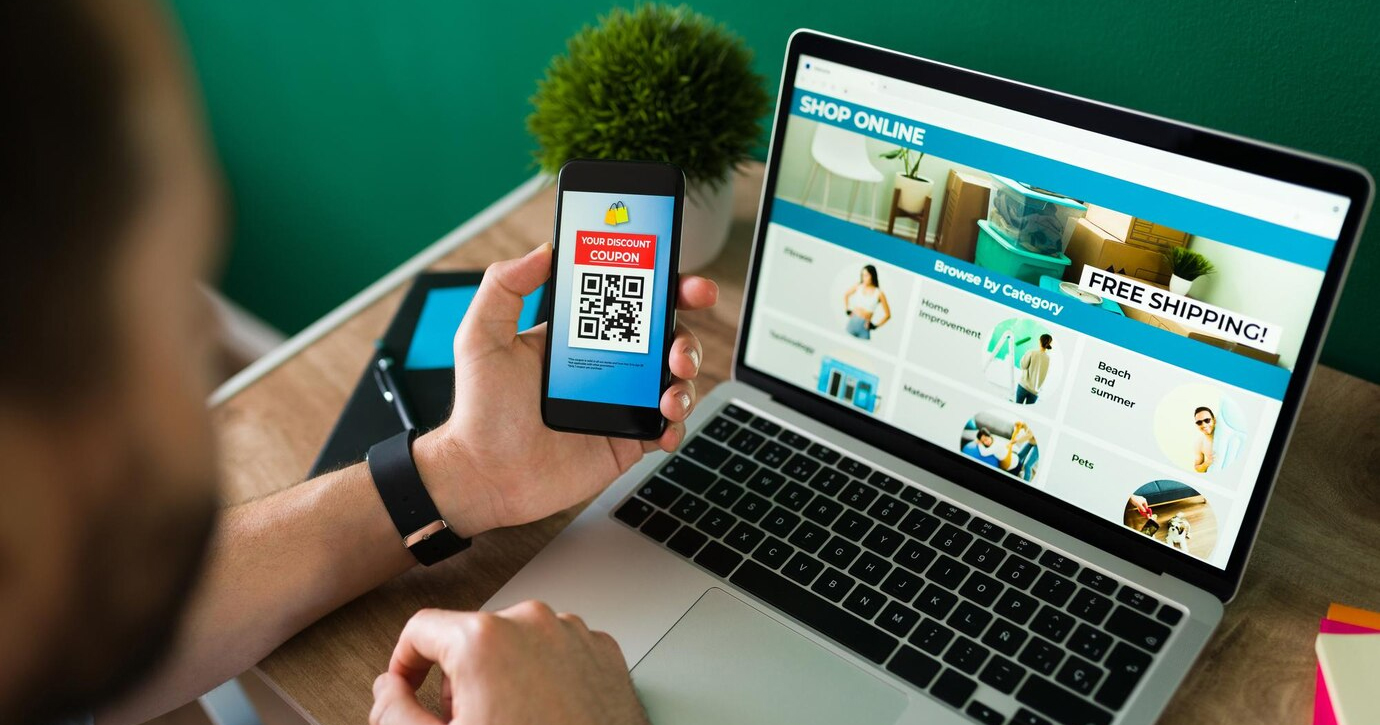 YOUR DISCOUNT
COUPON
SHOP ONLINE
FREE SHIPPING!
Browse by Category
Fitness
Home
improvement
Beach
and
summer
Technology
Maternity
Pets